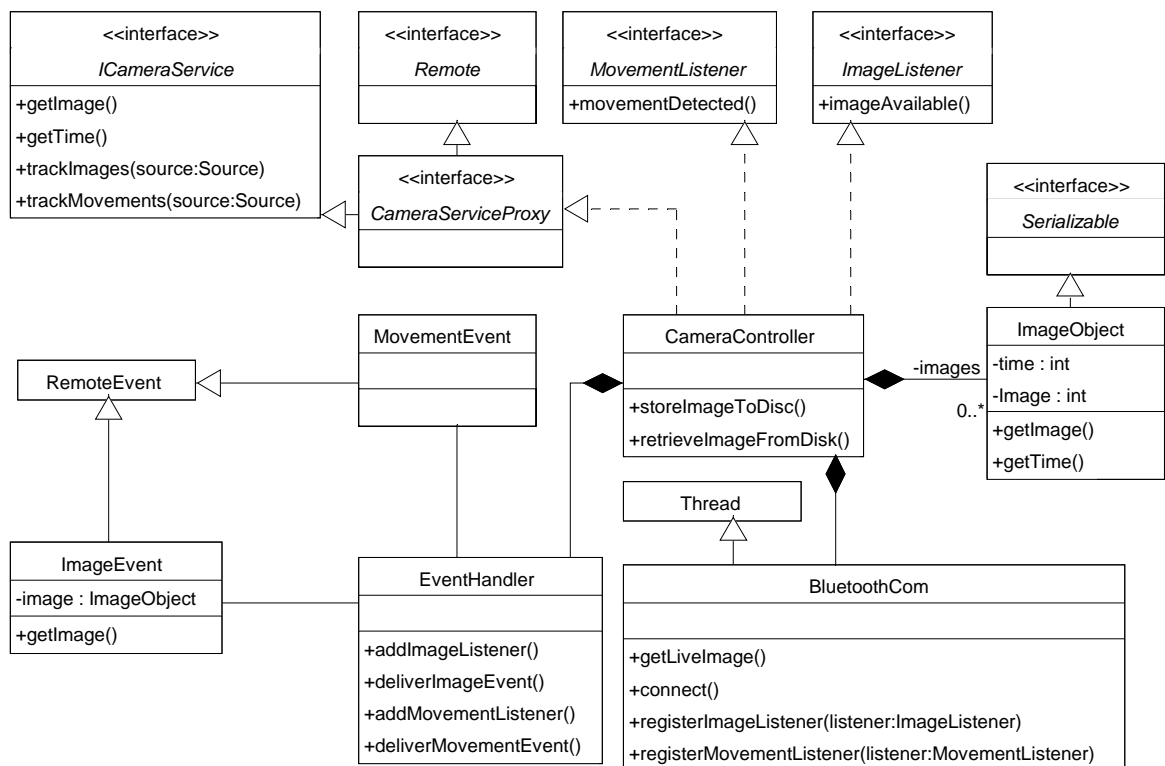 <<interface>>
ICameraService
+getImage()
+getTime()
+trackImages(source:Source)
+trackMovements(source:Source)
<<interface>>
Remote
<<interface>>
MovementListener
+movementDetected()
<<interface>>
ImageListener
+imageAvailable()
<<interface>>
CameraServiceProxy
<<interface>>
Serializable
MovementEvent
CameraController
+storeImageToDisc()
+retrieveImageFromDisk()
-images
0..*
ImageObject
-time : int
-Image : int
+getImage()
+getTime()
RemoteEvent
Thread
ImageEvent
-image : ImageObject
+getImage()
EventHandler
+addImageListener()
+deliverImageEvent()
+addMovementListener()
+deliverMovementEvent()
BluetoothCom
+getLiveImage()
+connect()
+registerImageListener(listener:ImageListener)
+registerMovementListener(listener:MovementListener)